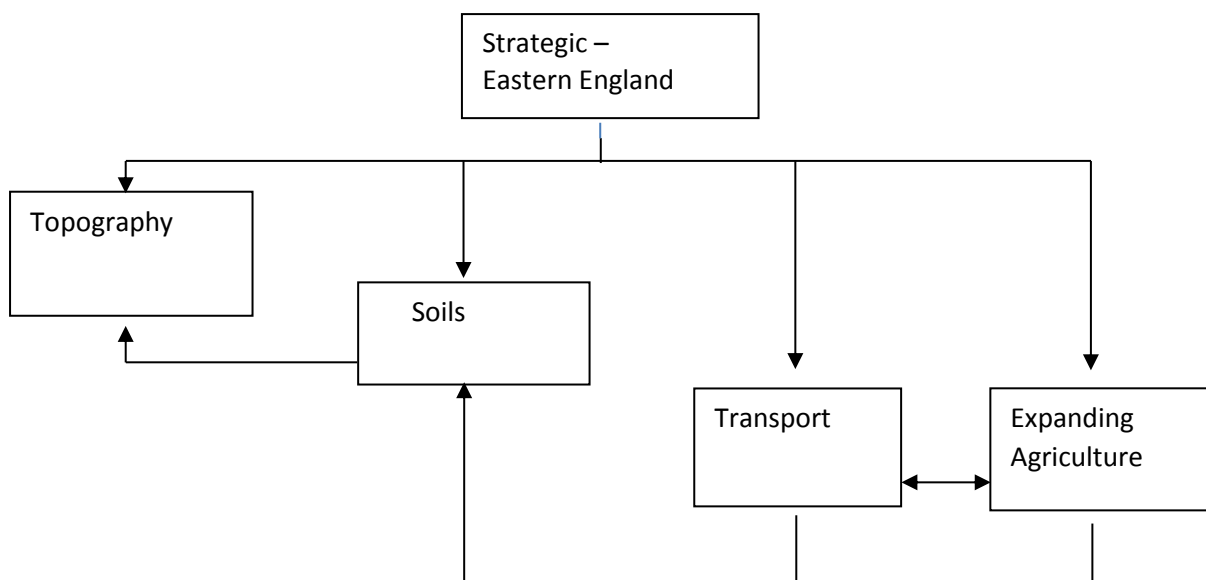 Strategic –
Eastern England
Topography
Soils
Transport
Expanding
Agriculture